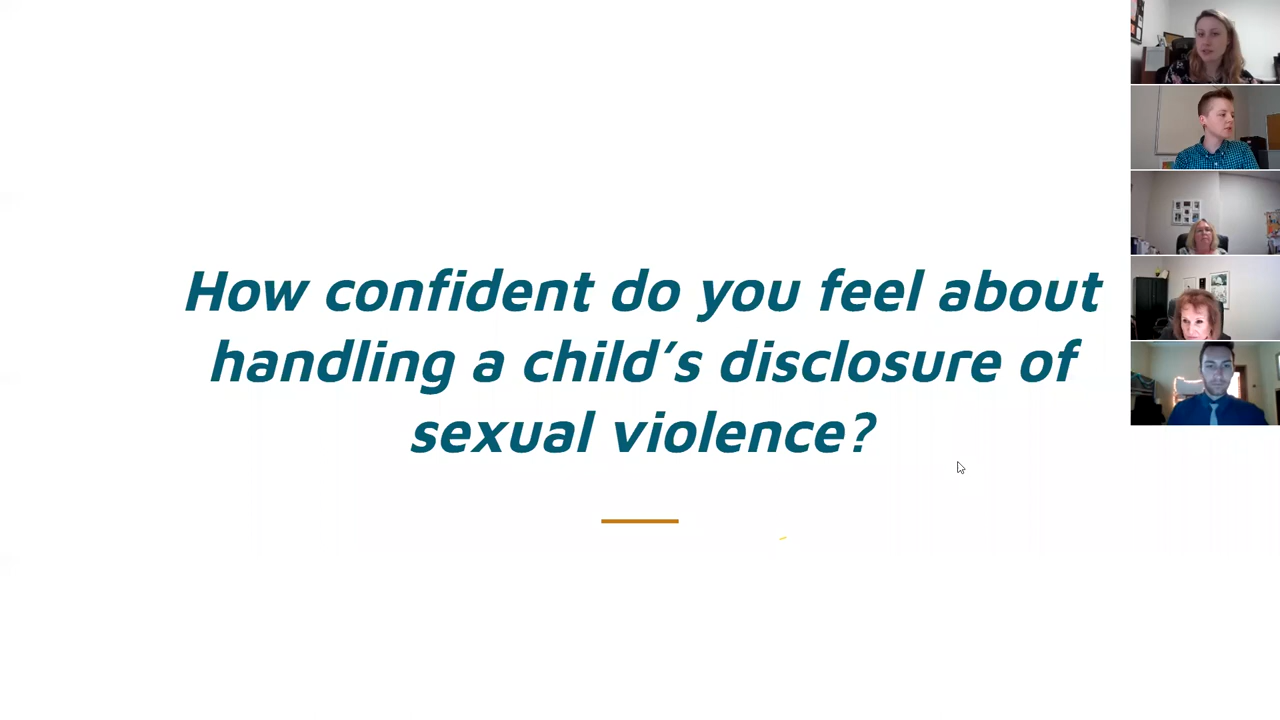 How confident do you feel about
handling a child’s disclosure of
sexual violence?